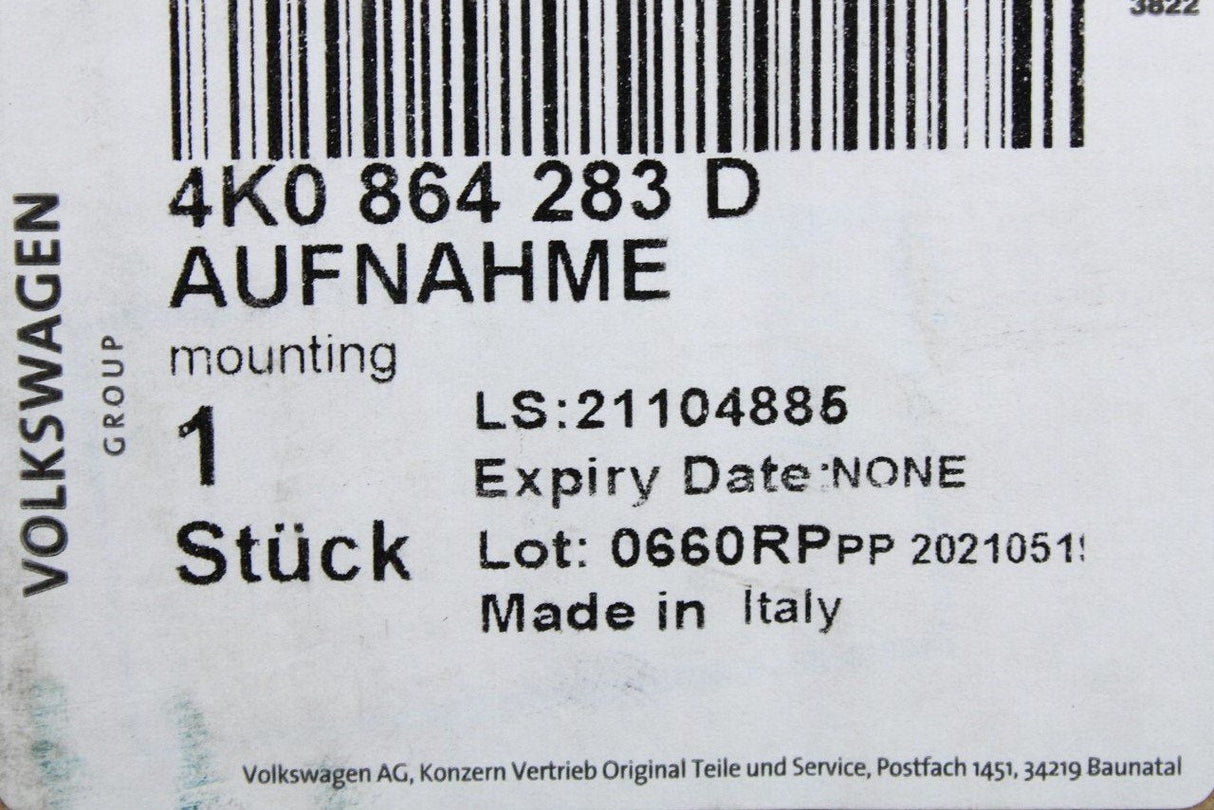 3822
4K0 864 283 D
AUFNAHME
mounting
1
Stück
LS:21104885
Expiry Date:NONE
Lot: 0660RPPP 2021051
Made in Italy
VOLKSWAGEN
GROUP
Volkswagen AG, Konzern Vertrieb Original Teile und Service, Postfach 1451, 34219 Baunatal